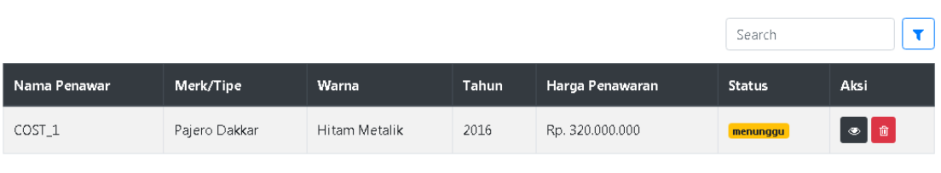 Search
Nama Penawar Merk/Tipe Warna Tahun Harga Penawaran Status Aksi
COST_1 Pajero Dakkar Hitam Metalik 2016 Rp. 320.000.000 menunggu